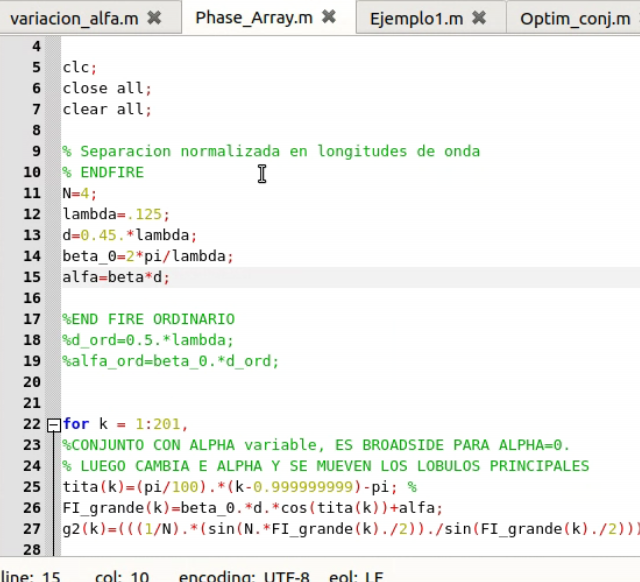 variacion_alfa.m ✖ Phase_Array.m ✖ Ejemplo1.m ✖ Optim_conj.m
4
5 clc;
6 close all;
7 clear all;
8
9 % Separacion normalizada en longitudes de onda
10 % ENDFIRE
11 N=4;
12 lambda=.125;
13 d=0.45.*lambda;
14 beta_0=2*pi/lambda;
15 alfa=beta*d;
16
17 %END FIRE ORDINARIO
18 %d_ord=0.5.*lambda;
19 %alfa_ord=beta_0.*d_ord;
20
21
22 for k = 1:201,
23 %CONJUNTO CON ALPHA variable, ES BROADSIDE PARA ALPHA=0.
24 % LUEGO CAMBIA E ALPHA Y SE MUEVEN LOS LOBULOS PRINCIPALES
25 tita(k)=(pi/100).*(k-0.999999999)-pi; %
26 FI_grande(k)=beta_0.*d.*cos(tita(k))+alfa;
27 g2(k)=(((1/N).*(sin(N.*FI_grande(k)./2))./sin(FI_grande(k)./2)))
28
line: 15 col: 10 encoding: UTF-8 eol: LF